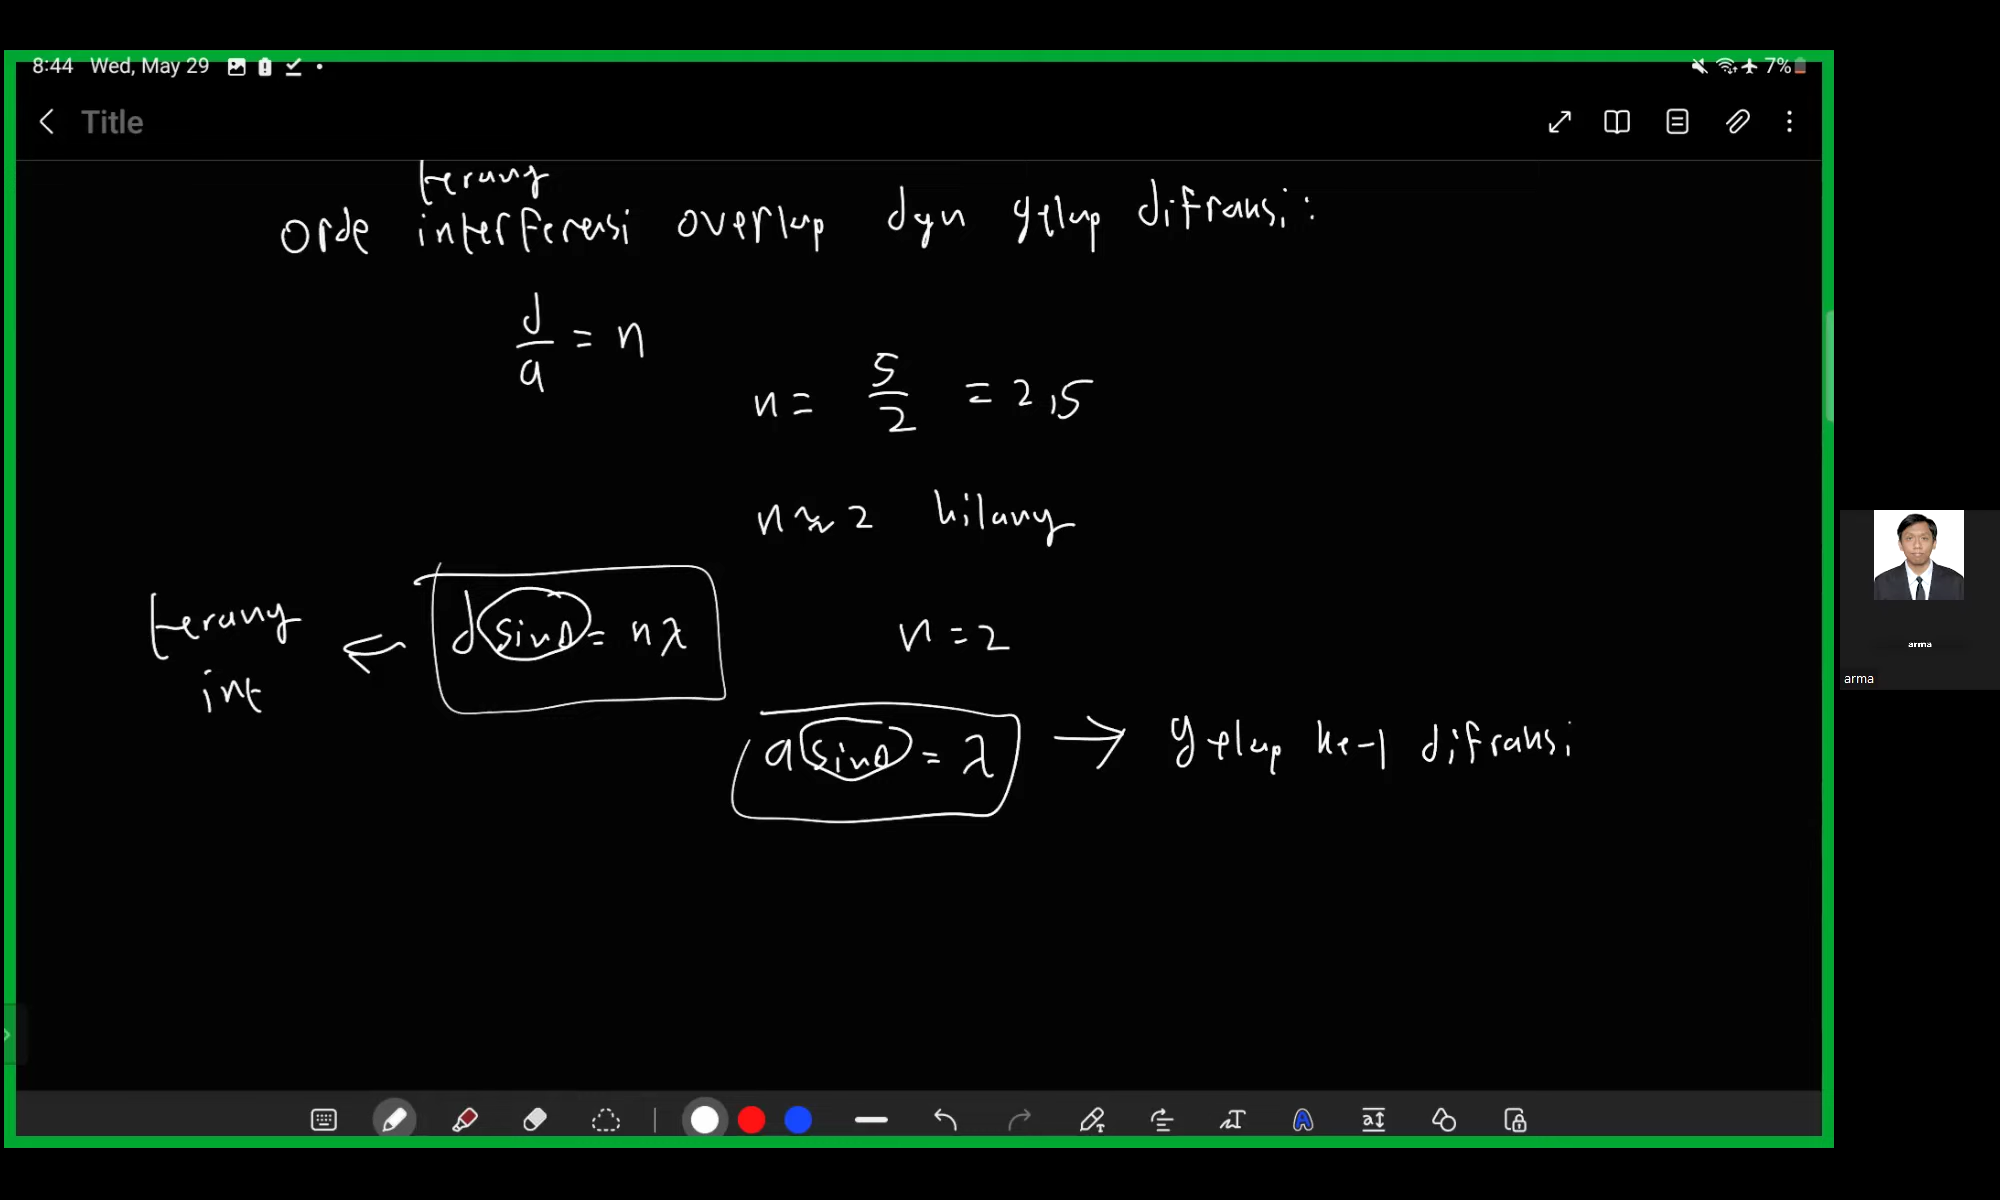 8:44 Wed, May 29
7%
Title
terang
orde interferensi overlap dgn gelap difraksi:
d/a = n
n = 5/2 = 2,5
n ≈ 2 hilang
terang int ← d sinθ = nλ
n = 2
a sinθ = λ → gelap ke-1 difraksi
arma
arma